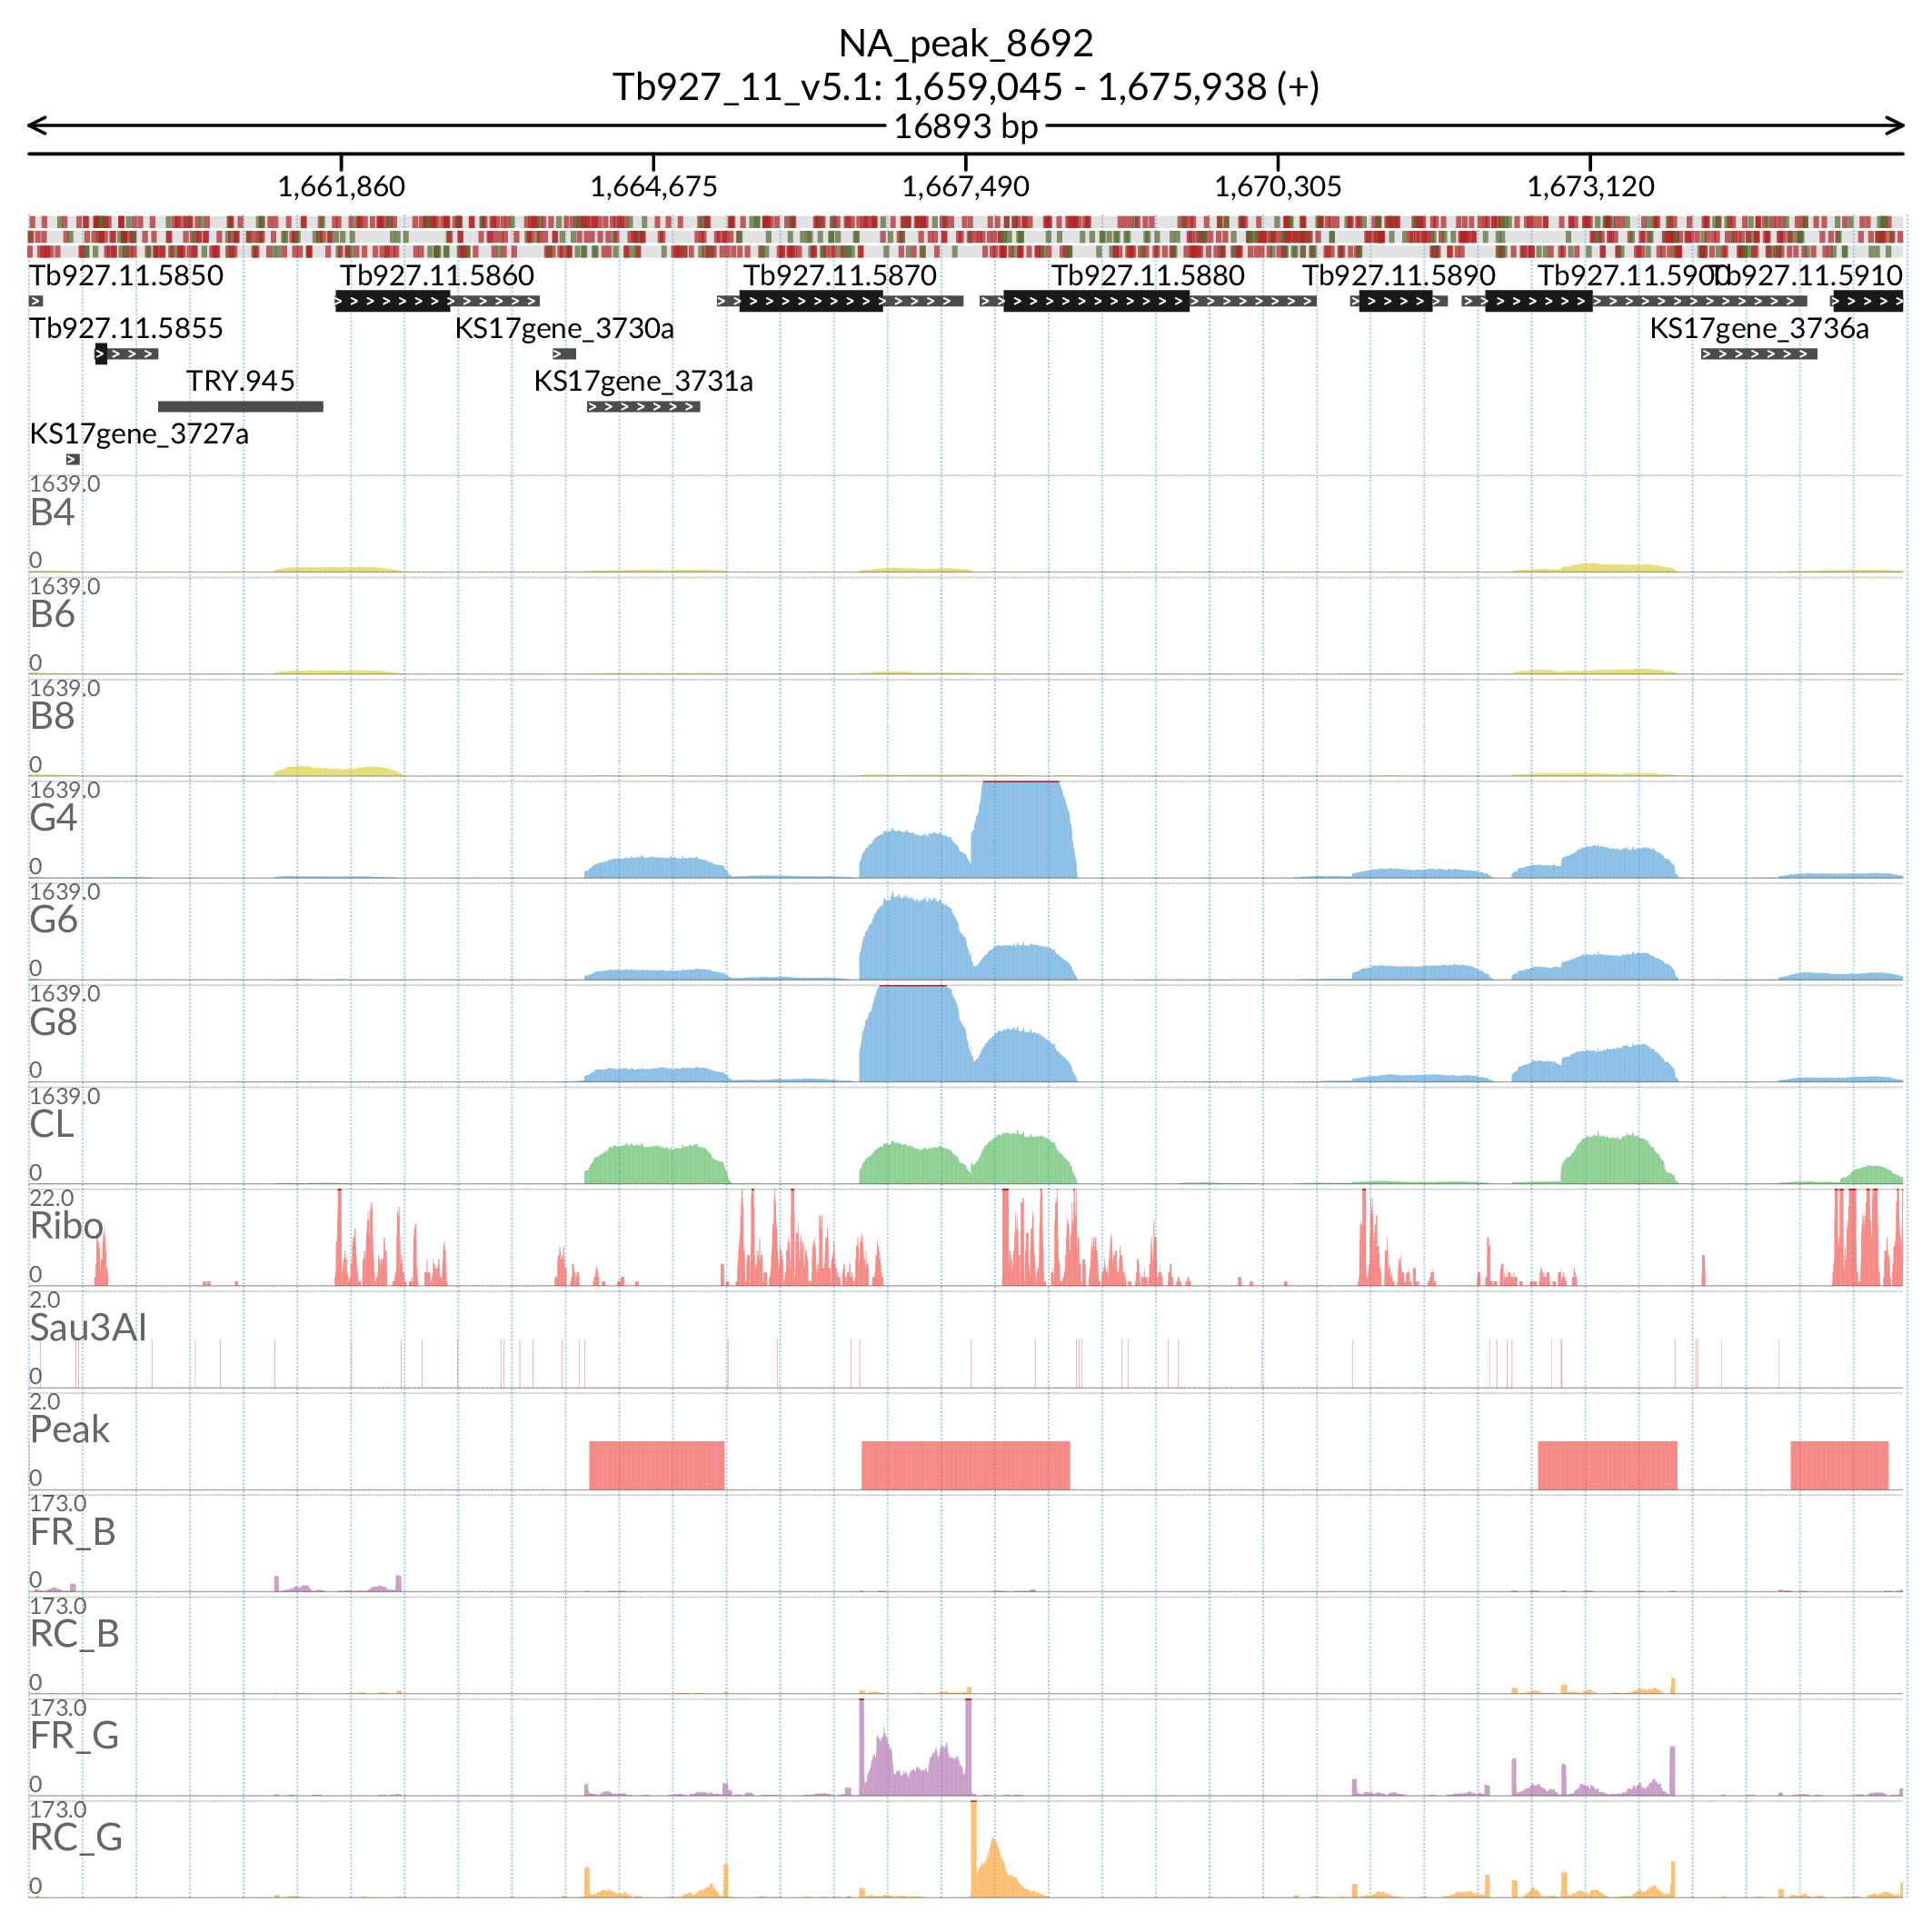 NA_peak_8692
Tb927_11_v5.1: 1,659,045 - 1,675,938 (+)
16893 bp
1,661,860 1,664,675 1,667,490 1,670,305 1,673,120
Tb927.11.5850 Tb927.11.5860 Tb927.11.5870 Tb927.11.5880 Tb927.11.5890 Tb927.11.5900 Tb927.11.5910
Tb927.11.5855 KS17gene_3730a KS17gene_3736a
TRY.945 KS17gene_3731a
KS17gene_3727a
1639.0
B4
0
1639.0
B6
0
1639.0
B8
0
1639.0
G4
0
1639.0
G6
0
1639.0
G8
0
1639.0
CL
0
22.0
Ribo
0
2.0
Sau3AI
0
2.0
Peak
0
173.0
FR_B
0
173.0
RC_B
0
173.0
FR_G
0
173.0
RC_G
0